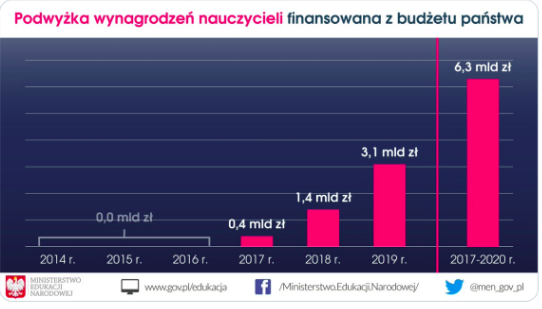 Podwyżka wynagrodzeń nauczycieli finansowana z budżetu państwa
6,3 mld zł
3,1 mld zł
1,4 mld zł
0,4 mld zł
0,0 mld zł
2014 r. 2015 r. 2016 r. 2017 r. 2018 r. 2019 r. 2017-2020 r.
MINISTERSTWO
EDUKACJI
NARODOWEJ
www.gov.pl/edukacja
/Ministerstwo.Edukacji.Narodowej/
@men_gov_pl